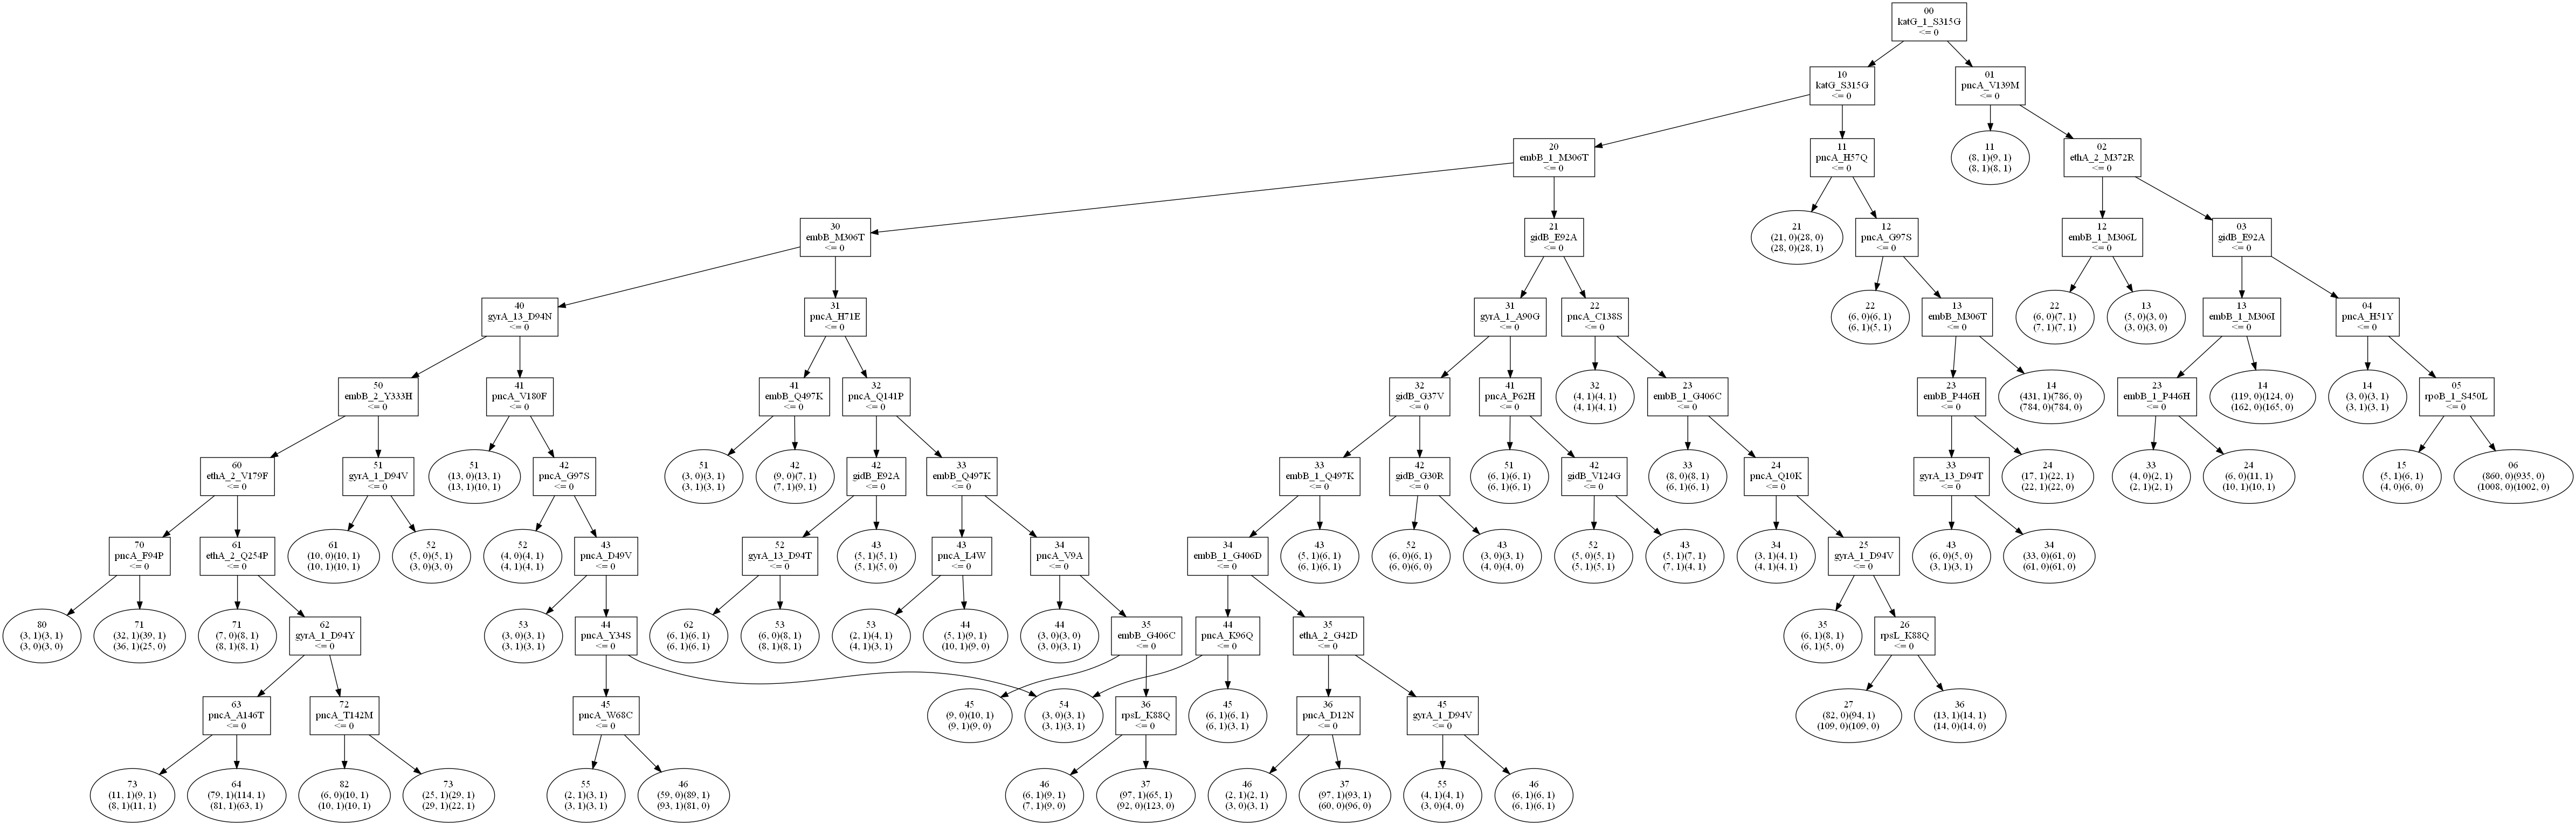 00
katG_1_S315G
<= 0
10
katG_S315G
<= 0
01
pncA_V139M
<= 0
20
embB_1_M306T
<= 0
11
pncA_H57Q
<= 0
11
(8, 1)(9, 1)
(8, 1)(8, 1)
02
ethA_2_M372R
<= 0
30
embB_M306T
<= 0
21
gidB_E92A
<= 0
21
(21, 0)(28, 0)
(28, 0)(28, 1)
12
pncA_G97S
<= 0
12
embB_1_M306L
<= 0
03
gidB_E92A
<= 0
40
gyrA_13_D94N
<= 0
31
pncA_H71E
<= 0
31
gyrA_1_A90G
<= 0
22
pncA_C138S
<= 0
22
(6, 0)(6, 1)
(6, 1)(5, 1)
13
embB_M306T
<= 0
22
(6, 0)(7, 1)
(7, 1)(7, 1)
13
(5, 0)(3, 0)
(3, 0)(3, 0)
13
embB_1_M306I
<= 0
04
pncA_H51Y
<= 0
50
embB_2_Y333H
<= 0
41
pncA_V180F
<= 0
41
embB_Q497K
<= 0
32
pncA_Q141P
<= 0
32
gidB_G37V
<= 0
41
pncA_P62H
<= 0
32
(4, 1)(4, 1)
(4, 1)(4, 1)
23
embB_1_G406C
<= 0
23
embB_P446H
<= 0
14
(431, 1)(786, 0)
(784, 0)(784, 0)
23
embB_1_P446H
<= 0
14
(119, 0)(124, 0)
(162, 0)(165, 0)
14
(3, 0)(3, 1)
(3, 1)(3, 1)
05
rpoB_1_S450L
<= 0
60
ethA_2_V179F
<= 0
51
gyrA_1_D94V
<= 0
51
(13, 0)(13, 1)
(13, 1)(10, 1)
42
pncA_G97S
<= 0
51
(3, 0)(3, 1)
(3, 1)(3, 1)
42
(9, 0)(7, 1)
(7, 1)(9, 1)
42
gidB_E92A
<= 0
33
embB_Q497K
<= 0
33
embB_1_Q497K
<= 0
42
gidB_G30R
<= 0
51
(6, 1)(6, 1)
(6, 1)(6, 1)
42
gidB_V124G
<= 0
33
(8, 0)(8, 1)
(6, 1)(6, 1)
24
pncA_Q10K
<= 0
33
gyrA_13_D94T
<= 0
24
(17, 1)(22, 1)
(22, 1)(22, 0)
33
(4, 0)(2, 1)
(2, 1)(2, 1)
24
(6, 0)(11, 1)
(10, 1)(10, 1)
15
(5, 1)(6, 1)
(4, 0)(6, 0)
06
(860, 0)(935, 0)
(1008, 0)(1002, 0)
70
pncA_F94P
<= 0
61
ethA_2_Q254P
<= 0
61
(10, 0)(10, 1)
(10, 1)(10, 1)
52
(5, 0)(5, 1)
(3, 0)(3, 0)
52
(4, 0)(4, 1)
(4, 1)(4, 1)
43
pncA_D49V
<= 0
52
gyrA_13_D94T
<= 0
43
(5, 1)(5, 1)
(5, 1)(5, 0)
43
pncA_L4W
<= 0
34
pncA_V9A
<= 0
34
embB_1_G406D
<= 0
43
(5, 1)(6, 1)
(6, 1)(6, 1)
52
(6, 0)(6, 1)
(6, 0)(6, 0)
43
(3, 0)(3, 1)
(4, 0)(4, 0)
52
(5, 0)(5, 1)
(5, 1)(5, 1)
43
(5, 1)(7, 1)
(7, 1)(4, 1)
34
(3, 1)(4, 1)
(4, 1)(4, 1)
25
gyrA_1_D94V
<= 0
43
(6, 0)(5, 0)
(3, 1)(3, 1)
34
(33, 0)(61, 0)
(61, 0)(61, 0)
80
(3, 1)(3, 1)
(3, 0)(3, 0)
71
(32, 1)(39, 1)
(36, 1)(25, 0)
71
(7, 0)(8, 1)
(8, 1)(8, 1)
62
gyrA_1_D94Y
<= 0
53
(3, 0)(3, 1)
(3, 1)(3, 1)
44
pncA_Y34S
<= 0
62
(6, 1)(6, 1)
(6, 1)(6, 1)
53
(6, 0)(8, 1)
(8, 1)(8, 1)
53
(2, 1)(4, 1)
(4, 1)(3, 1)
44
(5, 1)(9, 1)
(10, 1)(9, 0)
44
(3, 0)(3, 0)
(3, 0)(3, 1)
35
embB_G406C
<= 0
44
pncA_K96Q
<= 0
35
ethA_2_G42D
<= 0
35
(6, 1)(8, 1)
(6, 1)(5, 0)
26
rpsL_K88Q
<= 0
63
pncA_A146T
<= 0
72
pncA_T142M
<= 0
45
pncA_W68C
<= 0
45
(9, 0)(10, 1)
(9, 1)(9, 0)
54
(3, 0)(3, 1)
(3, 1)(3, 1)
36
rpsL_K88Q
<= 0
45
(6, 1)(6, 1)
(6, 1)(3, 1)
36
pncA_D12N
<= 0
45
gyrA_1_D94V
<= 0
27
(82, 0)(94, 1)
(109, 0)(109, 0)
36
(13, 1)(14, 1)
(14, 0)(14, 0)
73
(11, 1)(9, 1)
(8, 1)(11, 1)
64
(79, 1)(114, 1)
(81, 1)(63, 1)
82
(6, 0)(10, 1)
(10, 1)(10, 1)
73
(25, 1)(29, 1)
(29, 1)(22, 1)
55
(2, 1)(3, 1)
(3, 1)(3, 1)
46
(59, 0)(89, 1)
(93, 1)(81, 0)
46
(6, 1)(9, 1)
(7, 1)(9, 0)
37
(97, 1)(65, 1)
(92, 0)(123, 0)
46
(2, 1)(2, 1)
(3, 0)(3, 1)
37
(97, 1)(93, 1)
(60, 0)(96, 0)
55
(4, 1)(4, 1)
(3, 0)(4, 0)
46
(6, 1)(6, 1)
(6, 1)(6, 1)